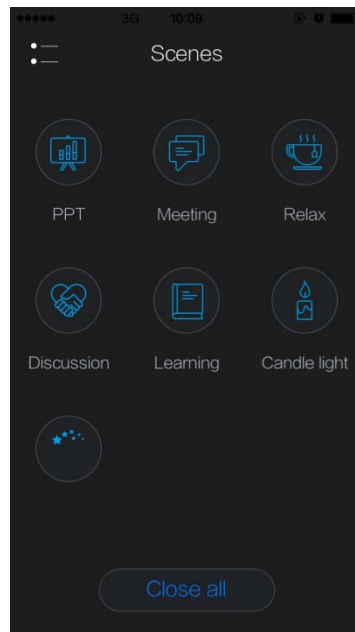 3G 10:09
Scenes
PPT Meeting Relax
Discussion Learning Candle light
Close all